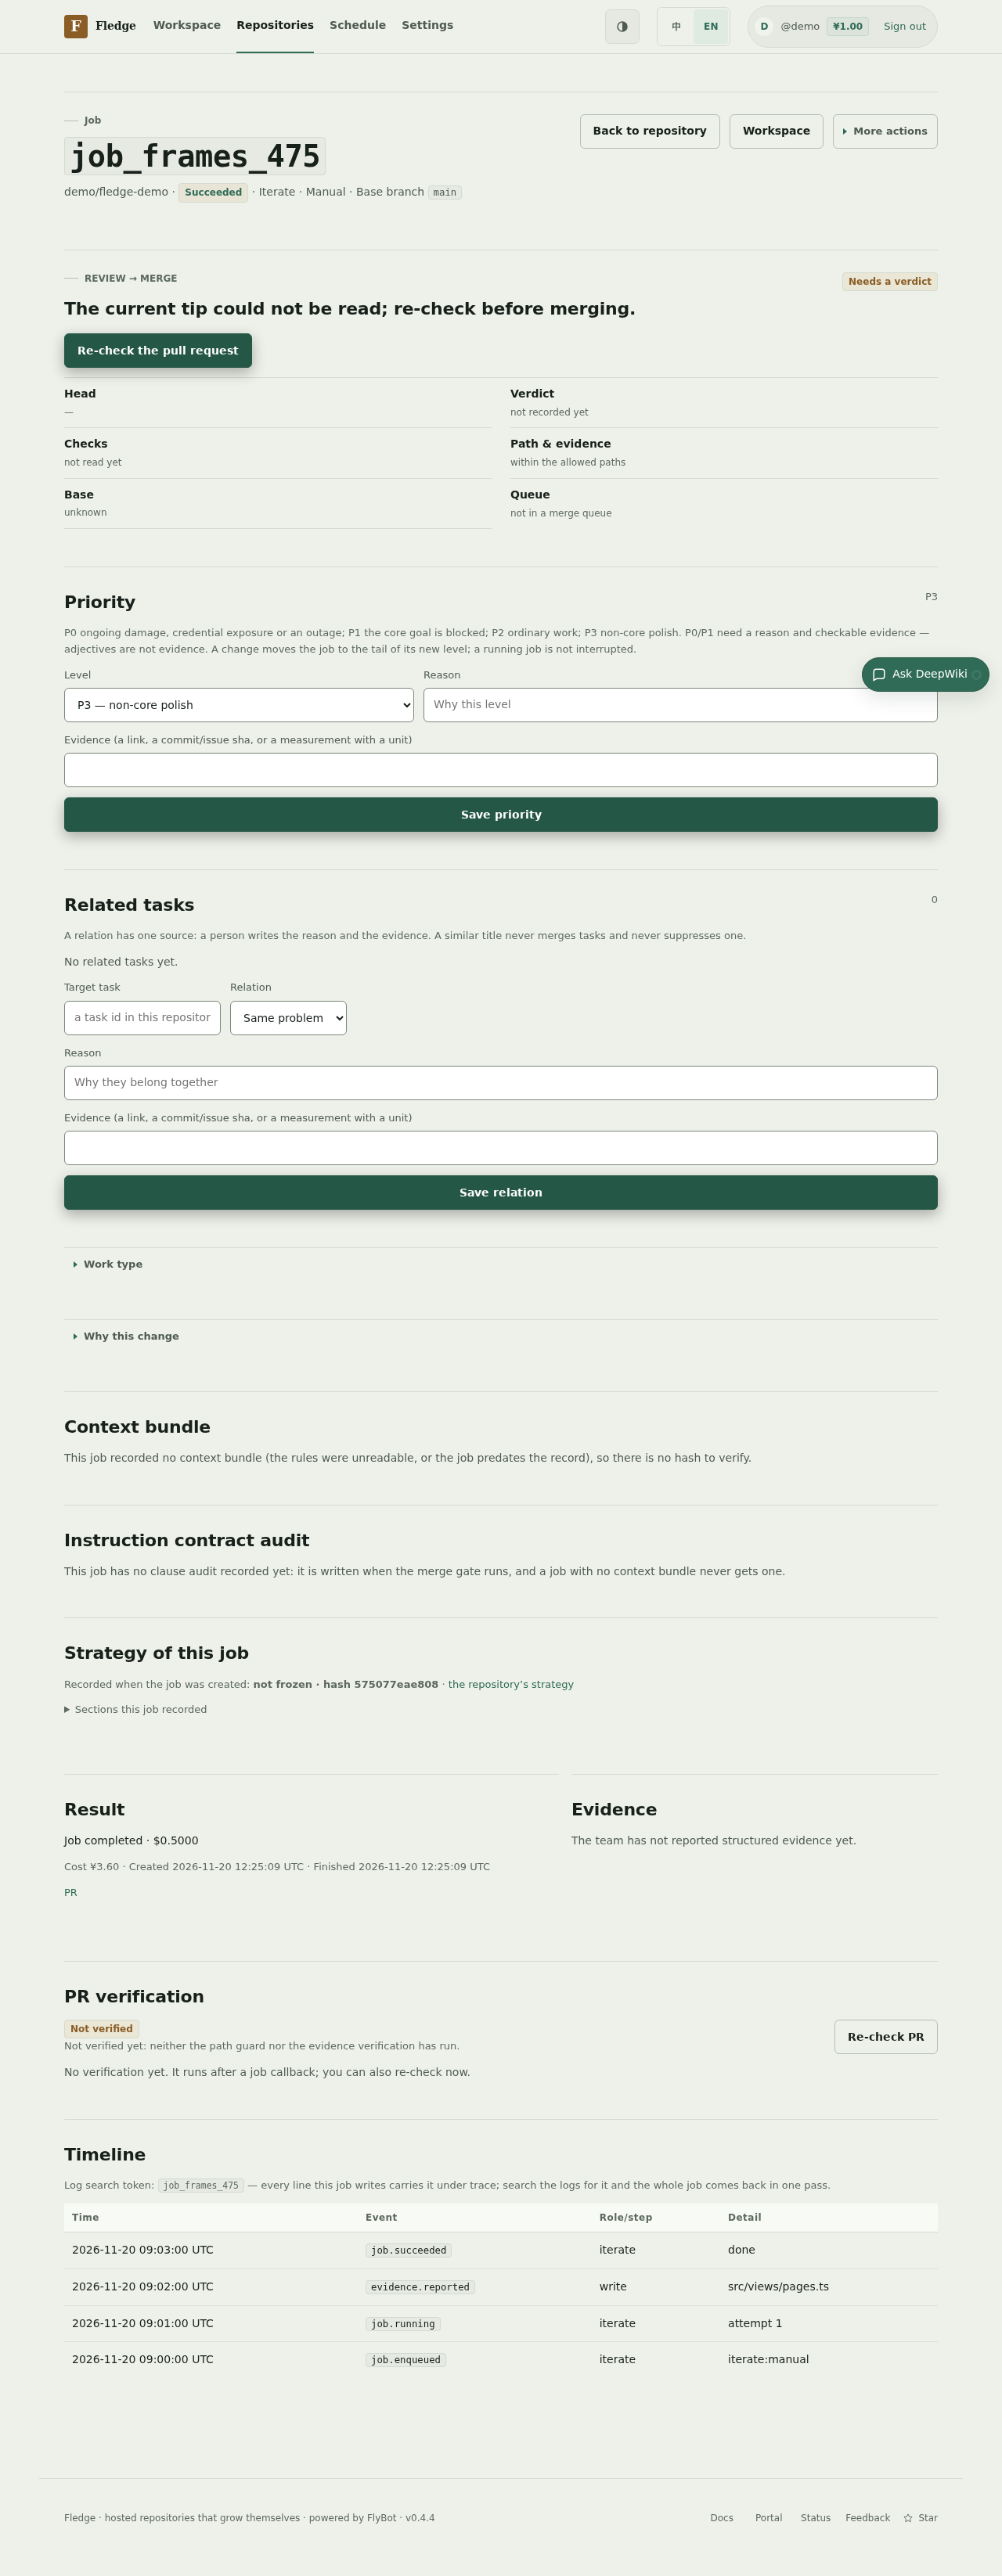 F Fledge Workspace Repositories Schedule Settings 中 EN D @demo ¥1.00 Sign out
Job
Back to repository Workspace More actions
job_frames_475
demo/fledge-demo · Succeeded · Iterate · Manual · Base branch main
REVIEW → MERGE
Needs a verdict
The current tip could not be read; re-check before merging.
Re-check the pull request
Head Verdict
— not recorded yet
Checks Path & evidence
not read yet within the allowed paths
Base Queue
unknown not in a merge queue
Priority P3
P0 ongoing damage, credential exposure or an outage; P1 the core goal is blocked; P2 ordinary work; P3 non-core polish. P0/P1 need a reason and checkable evidence —
adjectives are not evidence. A change moves the job to the tail of its new level; a running job is not interrupted.
Ask DeepWiki
Level Reason
P3 — non-core polish Why this level
Evidence (a link, a commit/issue sha, or a measurement with a unit)
Save priority
Related tasks 0
A relation has one source: a person writes the reason and the evidence. A similar title never merges tasks and never suppresses one.
No related tasks yet.
Target task Relation
a task id in this repositor Same problem
Reason
Why they belong together
Evidence (a link, a commit/issue sha, or a measurement with a unit)
Save relation
Work type
Why this change
Context bundle
This job recorded no context bundle (the rules were unreadable, or the job predates the record), so there is no hash to verify.
Instruction contract audit
This job has no clause audit recorded yet: it is written when the merge gate runs, and a job with no context bundle never gets one.
Strategy of this job
Recorded when the job was created: not frozen · hash 575077eae808 · the repository’s strategy
Sections this job recorded
Result Evidence
Job completed · $0.5000 The team has not reported structured evidence yet.
Cost ¥3.60 · Created 2026-11-20 12:25:09 UTC · Finished 2026-11-20 12:25:09 UTC
PR
PR verification
Not verified
Not verified yet: neither the path guard nor the evidence verification has run.
Re-check PR
No verification yet. It runs after a job callback; you can also re-check now.
Timeline
Log search token: job_frames_475 — every line this job writes carries it under trace; search the logs for it and the whole job comes back in one pass.
Time Event Role/step Detail
2026-11-20 09:03:00 UTC job.succeeded iterate done
2026-11-20 09:02:00 UTC evidence.reported write src/views/pages.ts
2026-11-20 09:01:00 UTC job.running iterate attempt 1
2026-11-20 09:00:00 UTC job.enqueued iterate iterate:manual
Fledge · hosted repositories that grow themselves · powered by FlyBot · v0.4.4 Docs Portal Status Feedback Star